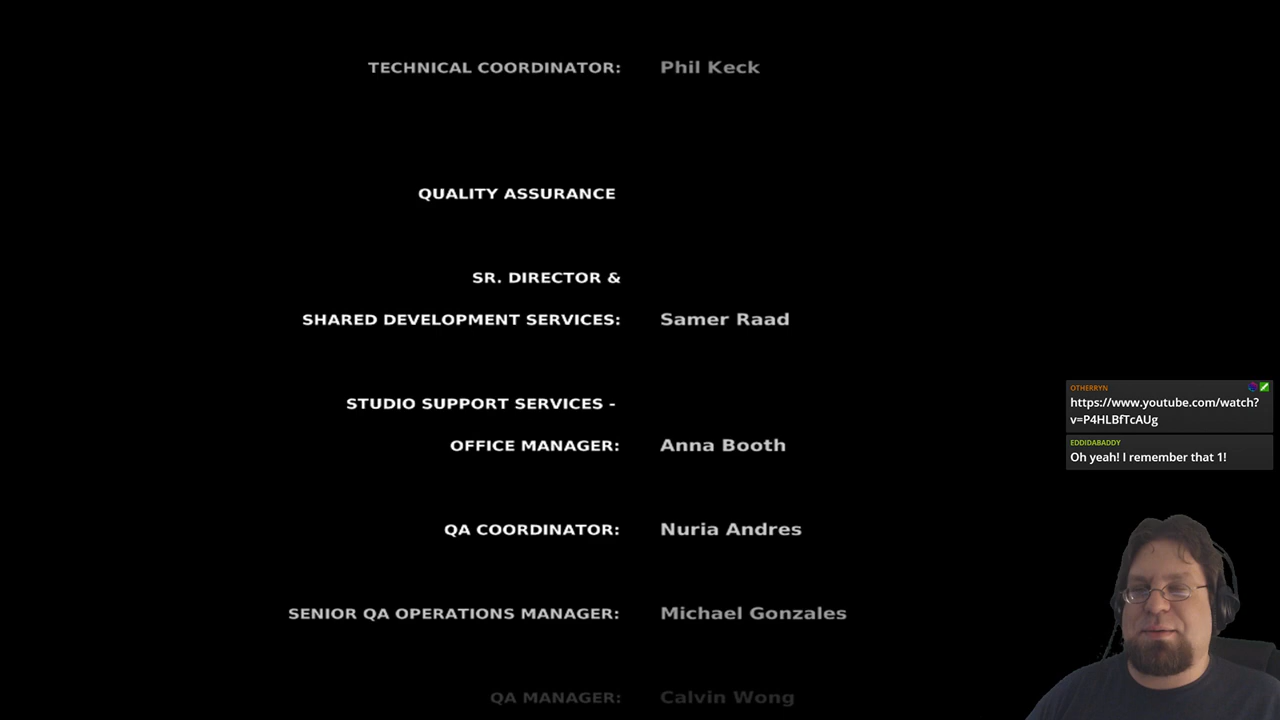 TECHNICAL COORDINATOR: Phil Keck
QUALITY ASSURANCE
SR. DIRECTOR &
SHARED DEVELOPMENT SERVICES: Samer Raad
STUDIO SUPPORT SERVICES -
OFFICE MANAGER: Anna Booth
QA COORDINATOR: Nuria Andres
SENIOR QA OPERATIONS MANAGER: Michael Gonzales
QA MANAGER: Calvin Wong
OTHERRYN
https://www.youtube.com/watch?
v=P4HLBfTcAUg
EDDIDABADDY
Oh yeah! I remember that 1!